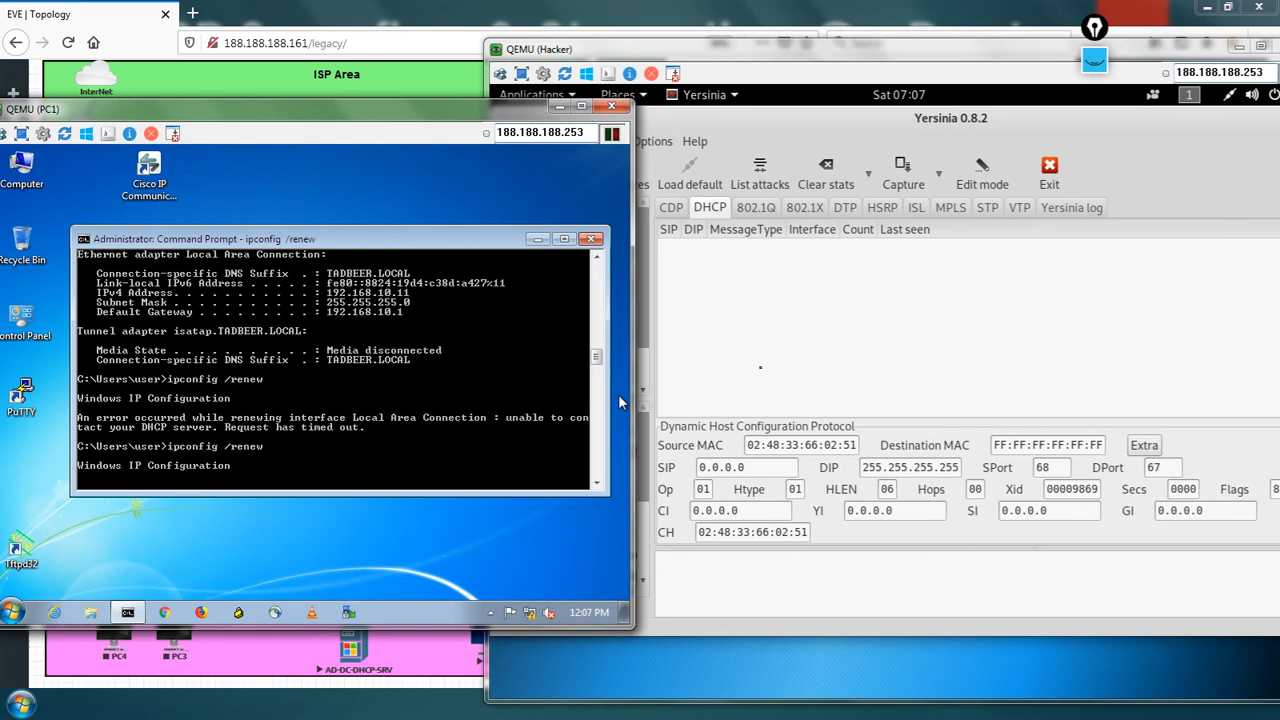 EVE | Topology
188.188.188.161/legacy/
ISP Area
InterNet
QEMU (Hacker)
188.188.188.253
Applications
Places
Yersinia
Sat 07:07
1
Yersinia 0.8.2
Options
Help
Load default
List attacks
Clear stats
Capture
Edit mode
Exit
CDP
DHCP
802.1Q
802.1X
DTP
HSRP
ISL
MPLS
STP
VTP
Yersinia log
SIP
DIP
MessageType
Interface
Count
Last seen
Dynamic Host Configuration Protocol
Source MAC 02:48:33:66:02:51 Destination MAC FF:FF:FF:FF:FF:FF Extra
SIP 0.0.0.0 DIP 255.255.255.255 SPort 68 DPort 67
Op 01 Htype 01 HLEN 06 Hops 00 Xid 00009869 Secs 0000 Flags 8
CI 0.0.0.0 YI 0.0.0.0 SI 0.0.0.0 GI 0.0.0.0
CH 02:48:33:66:02:51
QEMU (PC1)
188.188.188.253
Computer
Cisco IP
Communic...
Recycle Bin
ontrol Panel
PuTTY
Tftpd32
Administrator: Command Prompt - ipconfig /renew
Ethernet adapter Local Area Connection:
Connection-specific DNS Suffix . : TADBEER.LOCAL
Link-local IPv6 Address . . . . . : fe80::8824:19d4:c38d:a427%11
IPv4 Address. . . . . . . . . . . : 192.168.10.11
Subnet Mask . . . . . . . . . . . : 255.255.255.0
Default Gateway . . . . . . . . . : 192.168.10.1
Tunnel adapter isatap.TADBEER.LOCAL:
Media State . . . . . . . . . . . : Media disconnected
Connection-specific DNS Suffix . : TADBEER.LOCAL
C:\Users\user>ipconfig /renew
Windows IP Configuration
An error occurred while renewing interface Local Area Connection : unable to con
tact your DHCP server. Request has timed out.
C:\Users\user>ipconfig /renew
Windows IP Configuration
12:07 PM
PC4
PC3
AD-DC-DHCP-SRV